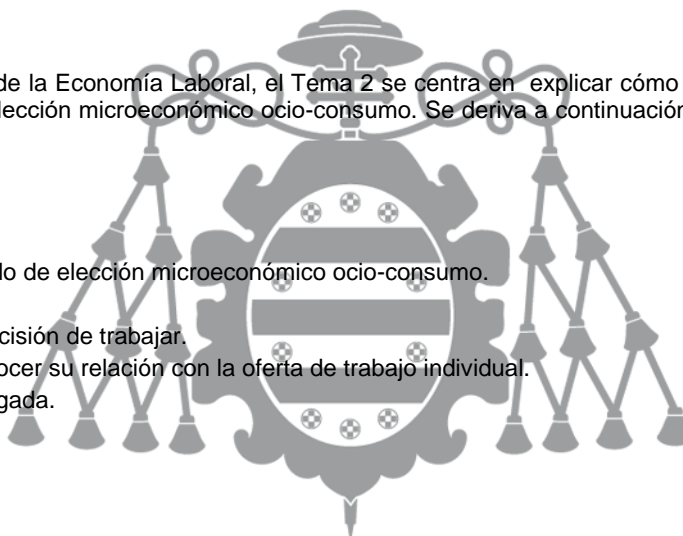 de la Economía Laboral, el Tema 2 se centra en explicar cómo
lección microeconómico ocio-consumo. Se deriva a continuación
lo de elección microeconómico ocio-consumo.
cisión de trabajar.
ocer su relación con la oferta de trabajo individual.
gada.